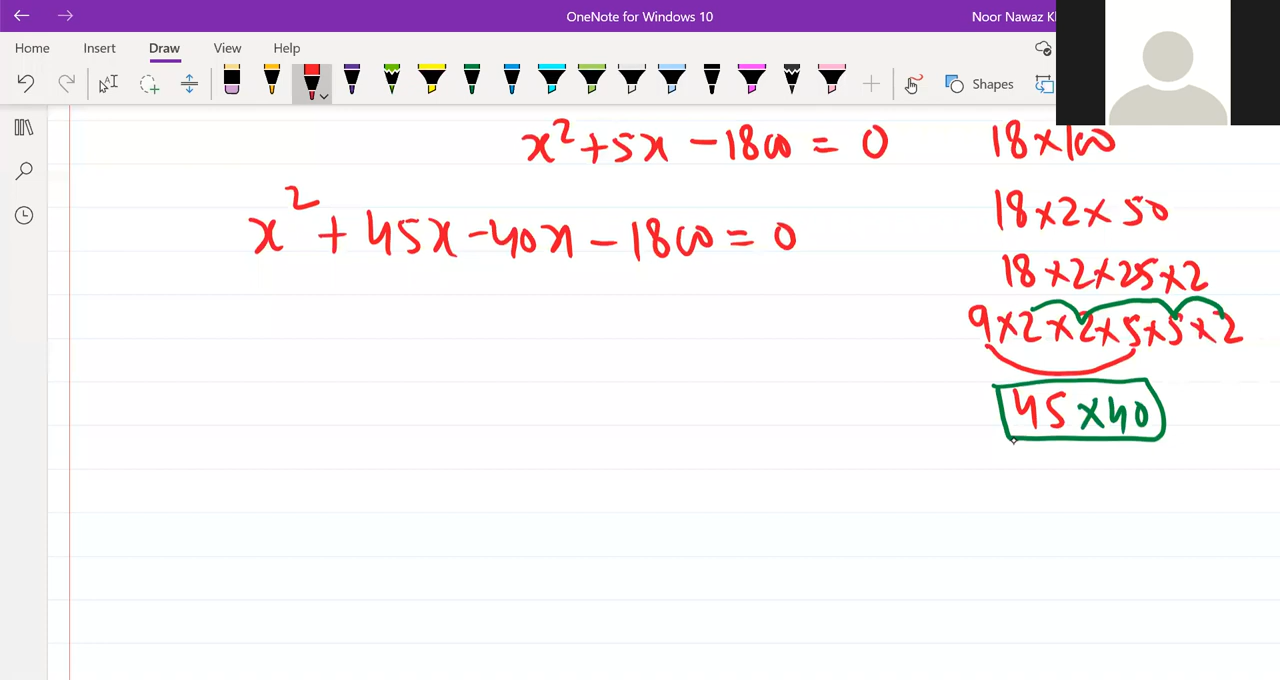 OneNote for Windows 10
Noor Nawaz
Home Insert Draw View Help
Shapes
x² + 5x - 1800 = 0
x² + 45x - 40x - 1800 = 0
18 × 100
18 × 2 × 50
18 × 2 × 25 × 2
9 × 2 × 2 × 5 × 5 × 2
45 × 40